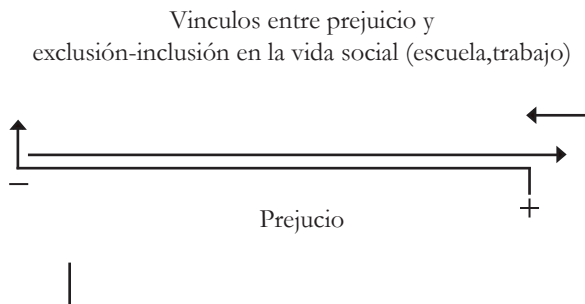 Vinculos entre prejuicio y
exclusión-inclusión en la vida social (escuela,trabajo)
–
+
Prejucio